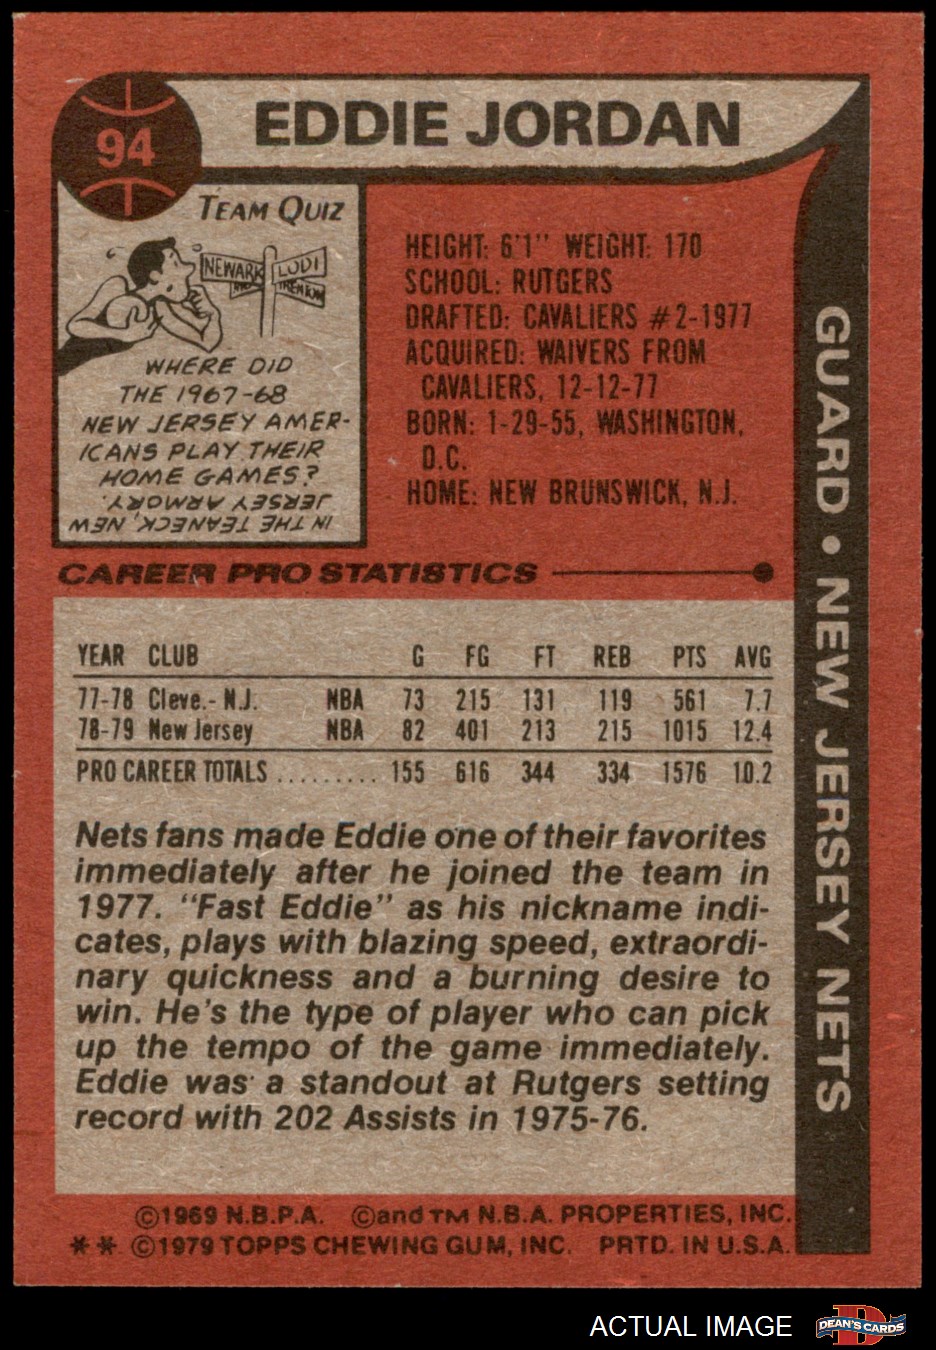 94
EDDIE JORDAN
TEAM QUIZ
NEWARK
LODI
TRENTON
WHERE DID
THE 1967-68
NEW JERSEY AMER-
ICANS PLAY THEIR
HOME GAMES?
IN THE TEANECK, NEW
JERSEY ARMORY.
HEIGHT: 6'1" WEIGHT: 170
SCHOOL: RUTGERS
DRAFTED: CAVALIERS #2-1977
ACQUIRED: WAIVERS FROM
CAVALIERS, 12-12-77
BORN: 1-29-55, WASHINGTON,
D.C.
HOME: NEW BRUNSWICK, N.J.
GUARD • NEW JERSEY NETS
CAREER PRO STATISTICS
YEAR CLUB G FG FT REB PTS AVG
77-78 Cleve.-N.J. NBA 73 215 131 119 561 7.7
78-79 New Jersey NBA 82 401 213 215 1015 12.4
PRO CAREER TOTALS ......... 155 616 344 334 1576 10.2
Nets fans made Eddie one of their favorites
immediately after he joined the team in
1977. "Fast Eddie" as his nickname indi-
cates, plays with blazing speed, extraordi-
nary quickness and a burning desire to
win. He's the type of player who can pick
up the tempo of the game immediately.
Eddie was a standout at Rutgers setting
record with 202 Assists in 1975-76.
©1969 N.B.P.A. ©and TM N.B.A. PROPERTIES, INC.
** ©1979 TOPPS CHEWING GUM, INC. PRTD. IN U.S.A.
ACTUAL IMAGE
DEAN'S CARDS